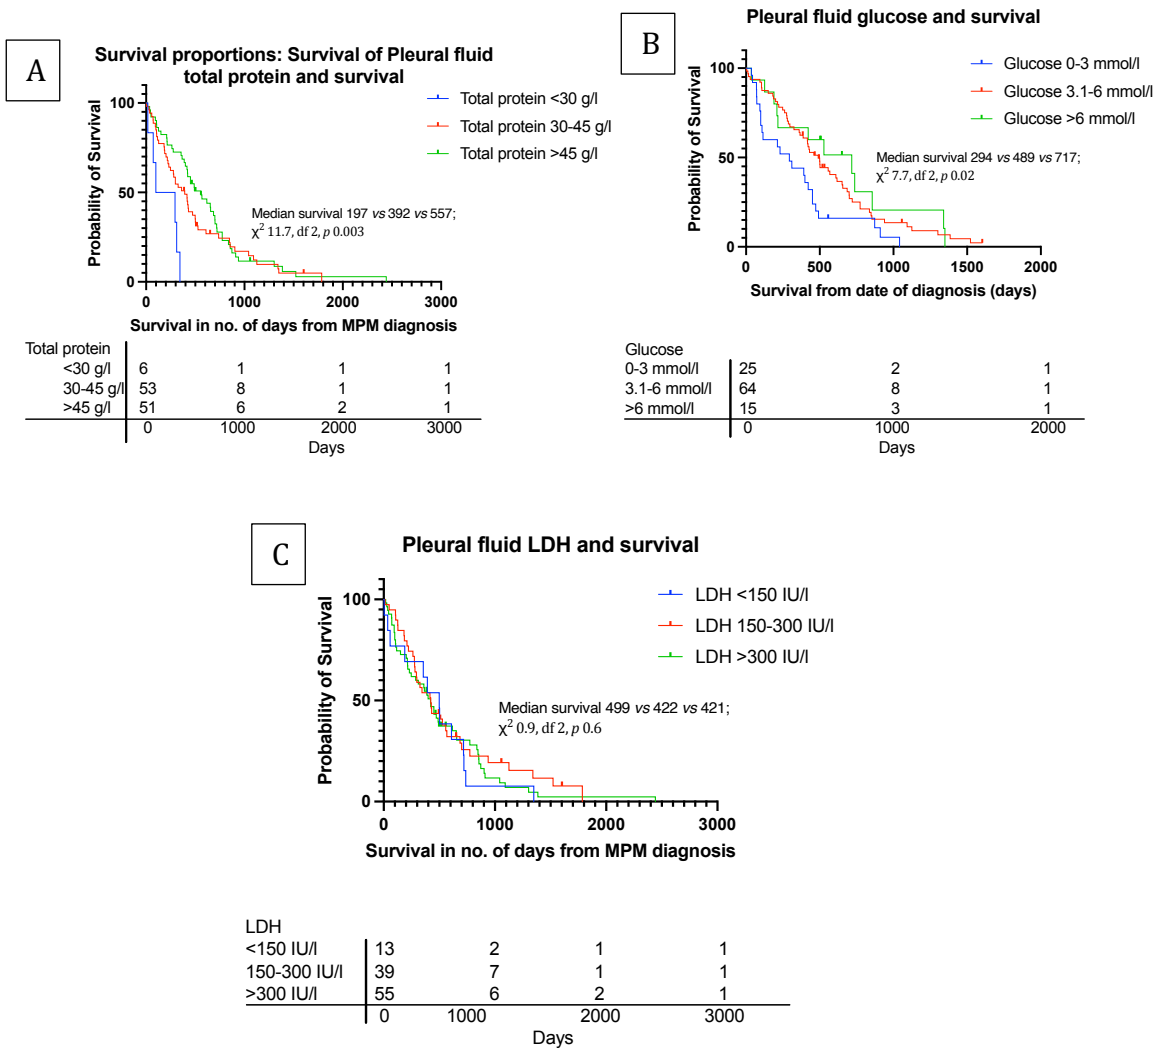 A
Survival proportions: Survival of Pleural fluid
total protein and survival
Total protein <30 g/l
Total protein 30-45 g/l
Total protein >45 g/l
Probability of Survival
100
50
0
Median survival 197 vs 392 vs 557;
χ² 11.7, df 2, p 0.003
0 1000 2000 3000
Survival in no. of days from MPM diagnosis
Total protein
<30 g/l 6 1 1 1
30-45 g/l 53 8 1 1
>45 g/l 51 6 2 1
0 1000 2000 3000
Days
B
Pleural fluid glucose and survival
Glucose 0-3 mmol/l
Glucose 3.1-6 mmol/l
Glucose >6 mmol/l
Probability of Survival
100
50
0
Median survival 294 vs 489 vs 717;
χ² 7.7, df 2, p 0.02
0 500 1000 1500 2000
Survival from date of diagnosis (days)
Glucose
0-3 mmol/l 25 2 1
3.1-6 mmol/l 64 8 1
>6 mmol/l 15 3 1
0 1000 2000
Days
C
Pleural fluid LDH and survival
LDH <150 IU/l
LDH 150-300 IU/l
LDH >300 IU/l
Probability of Survival
100
50
0
Median survival 499 vs 422 vs 421;
χ² 0.9, df 2, p 0.6
0 1000 2000 3000
Survival in no. of days from MPM diagnosis
LDH
<150 IU/l 13 2 1 1
150-300 IU/l 39 7 1 1
>300 IU/l 55 6 2 1
0 1000 2000 3000
Days